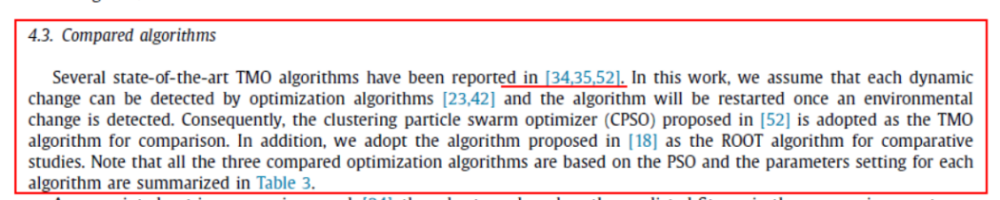 4.3. Compared algorithms
Several state-of-the-art TMO algorithms have been reported in [34,35,52]. In this work, we assume that each dynamic
change can be detected by optimization algorithms [23,42] and the algorithm will be restarted once an environmental
change is detected. Consequently, the clustering particle swarm optimizer (CPSO) proposed in [52] is adopted as the TMO
algorithm for comparison. In addition, we adopt the algorithm proposed in [18] as the ROOT algorithm for comparative
studies. Note that all the three compared optimization algorithms are based on the PSO and the parameters setting for each
algorithm are summarized in Table 3.